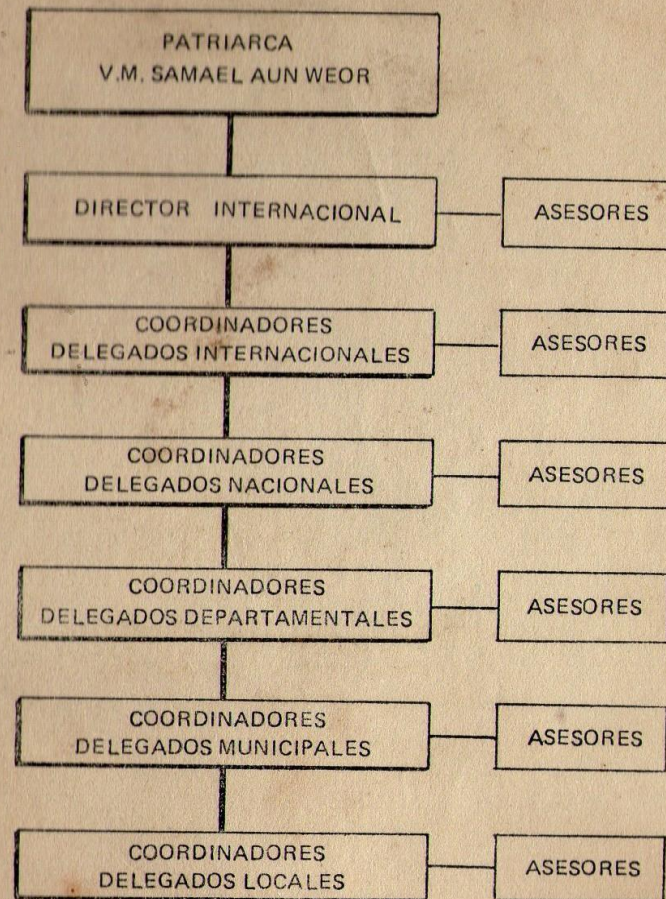 PATRIARCA
V.M. SAMAEL AUN WEOR
DIRECTOR INTERNACIONAL
ASESORES
COORDINADORES
DELEGADOS INTERNACIONALES
ASESORES
COORDINADORES
DELEGADOS NACIONALES
ASESORES
COORDINADORES
DELEGADOS DEPARTAMENTALES
ASESORES
COORDINADORES
DELEGADOS MUNICIPALES
ASESORES
COORDINADORES
DELEGADOS LOCALES
ASESORES